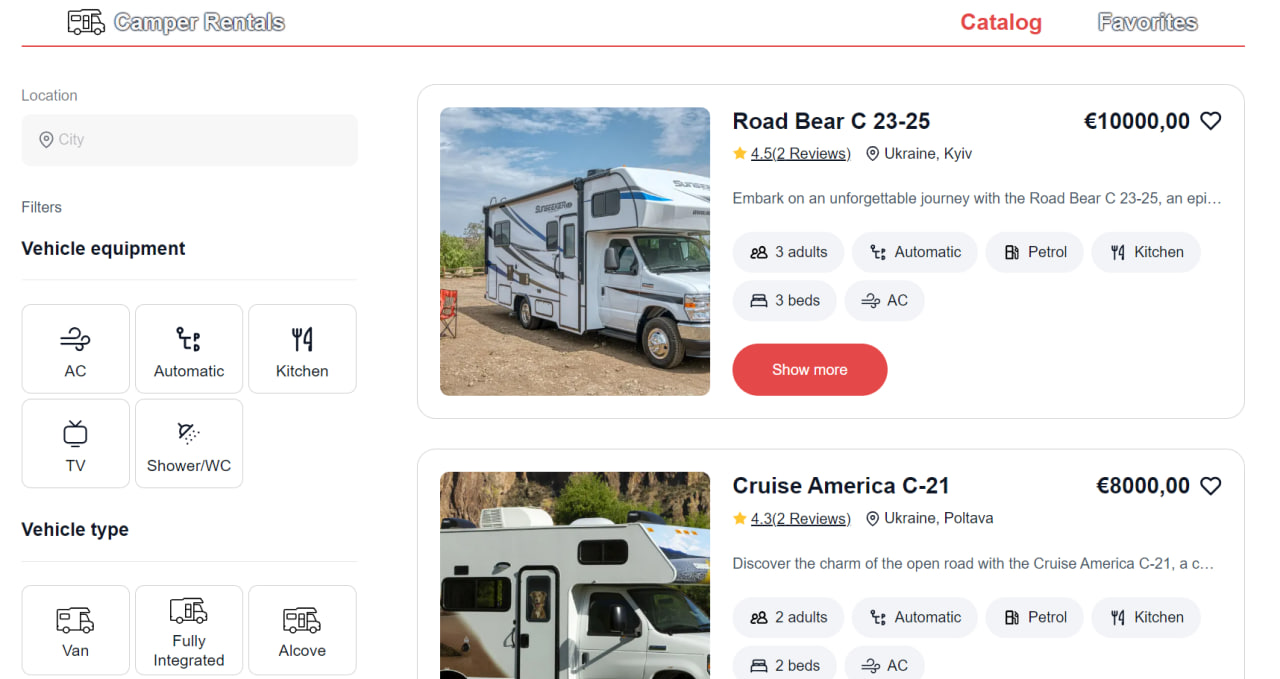 Camper Rentals
Catalog
Favorites
Location
City
Filters
Vehicle equipment
AC
Automatic
Kitchen
TV
Shower/WC
Vehicle type
Van
Fully
Integrated
Alcove
SUNSEEKER
Road Bear C 23-25
€10000,00
4.5(2 Reviews)
Ukraine, Kyiv
Embark on an unforgettable journey with the Road Bear C 23-25, an epi…
3 adults
Automatic
Petrol
Kitchen
3 beds
AC
Show more
Cruise America C-21
€8000,00
4.3(2 Reviews)
Ukraine, Poltava
Discover the charm of the open road with the Cruise America C-21, a c…
2 adults
Automatic
Petrol
Kitchen
2 beds
AC